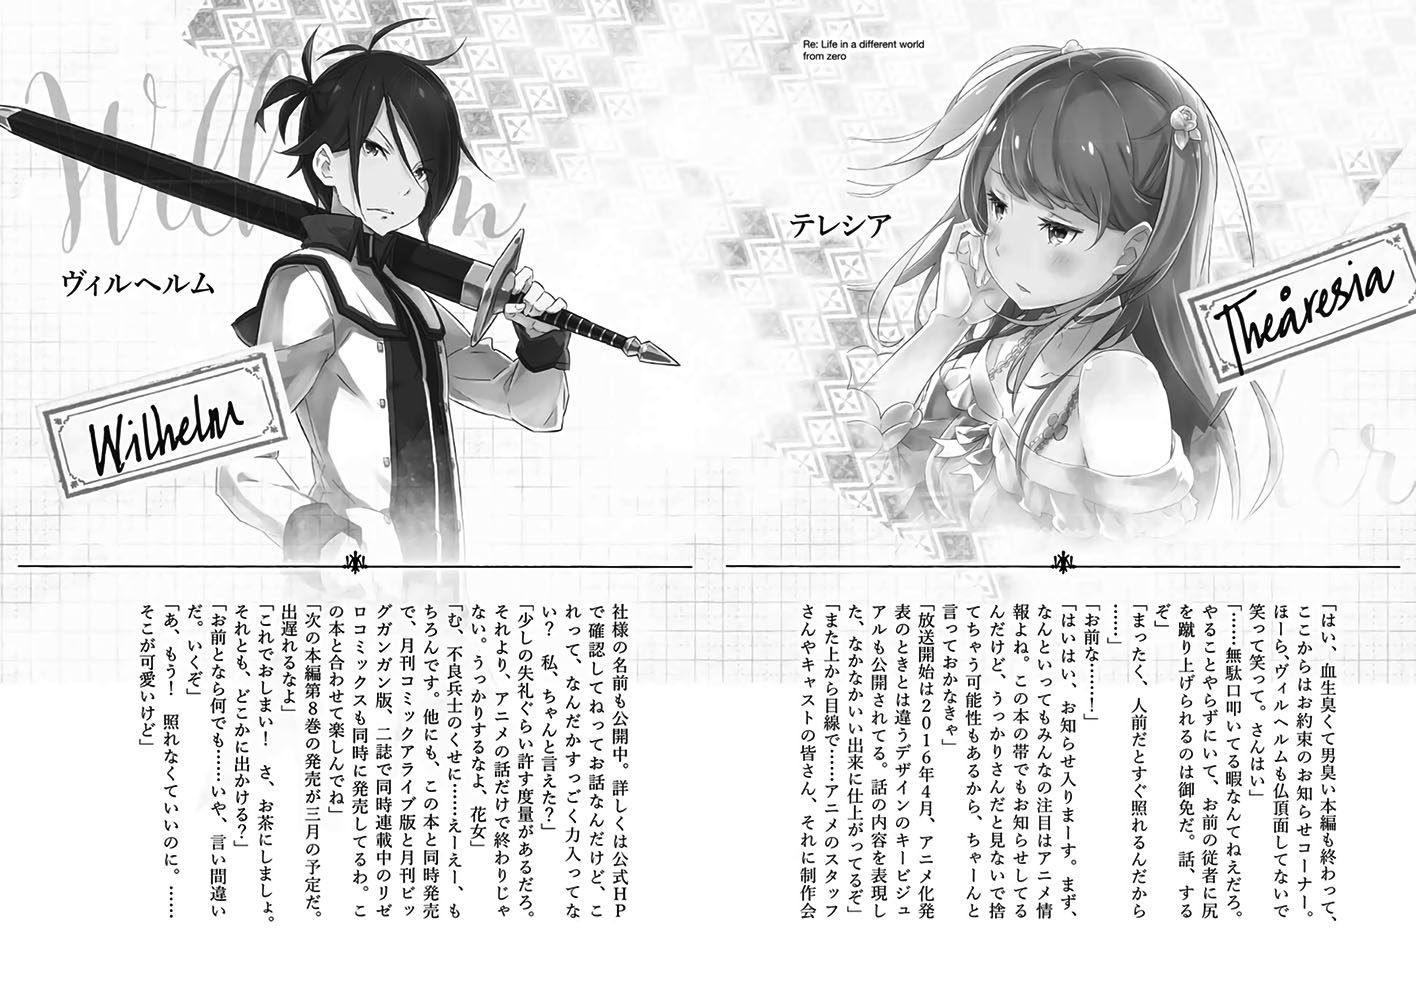 Re: Life in a different world
from zero
テレシア
Theåresia
「はい、血生臭くて男臭い本編も終わって、
ここからはお約束のお知らせコーナー。
ほーら、ヴィルヘルムも仏頂面してないで
笑って笑って。さんはい」
「……無駄口叩いてる暇なんてねえだろ。
やることやらずにいて、お前の従者に尻
を蹴り上げられるのは御免だ。話、する
ぞ」
「まったく、人前だとすぐ照れるんだから
……」
「お前な……！」
「はいはい、お知らせ入りまーす。まず、
なんといってもみんなの注目はアニメ情
報よね。この本の帯でもお知らせしてる
んだけど、うっかりさんだと見ないで捨
てちゃう可能性もあるから、ちゃーんと
言っておかなきゃ」
「放送開始は2016年4月、アニメ化発
表のときとは違うデザインのキービジュ
アルも公開されてる。話の内容を表現し
た、なかなかいい出来に仕上がってるぞ」
「また上から目線で……アニメのスタッフ
さんやキャストの皆さん、それに制作会
Wilhelm
ヴィルヘルム
Wilhelm
社様の名前も公開中。詳しくは公式HP
で確認してねってお話なんだけど、こ
れって、なんだかすっごく力入ってな
い？　私、ちゃんと言えた？」
「少しの失礼ぐらい許す度量があるだろ。
それより、アニメの話だけで終わりじゃ
ない。うっかりするなよ、花女」
「む、不良兵士のくせに……えーえー、も
ちろんです。他にも、この本と同時発売
で、月刊コミックアライブ版と月刊ビッ
グガンガン版、二誌で同時連載中のリゼ
ロコミックスも同時に発売してるわ。こ
の本と合わせて楽しんでね」
「次の本編第8巻の発売が三月の予定だ。
出遅れるなよ」
「これでおしまい！　さ、お茶にしましょ。
それとも、どこかに出かける？」
「お前となら何でも……いや、言い間違い
だ。いくぞ」
「あ、もう！　照れなくていいのに。……
そこが可愛いけど」